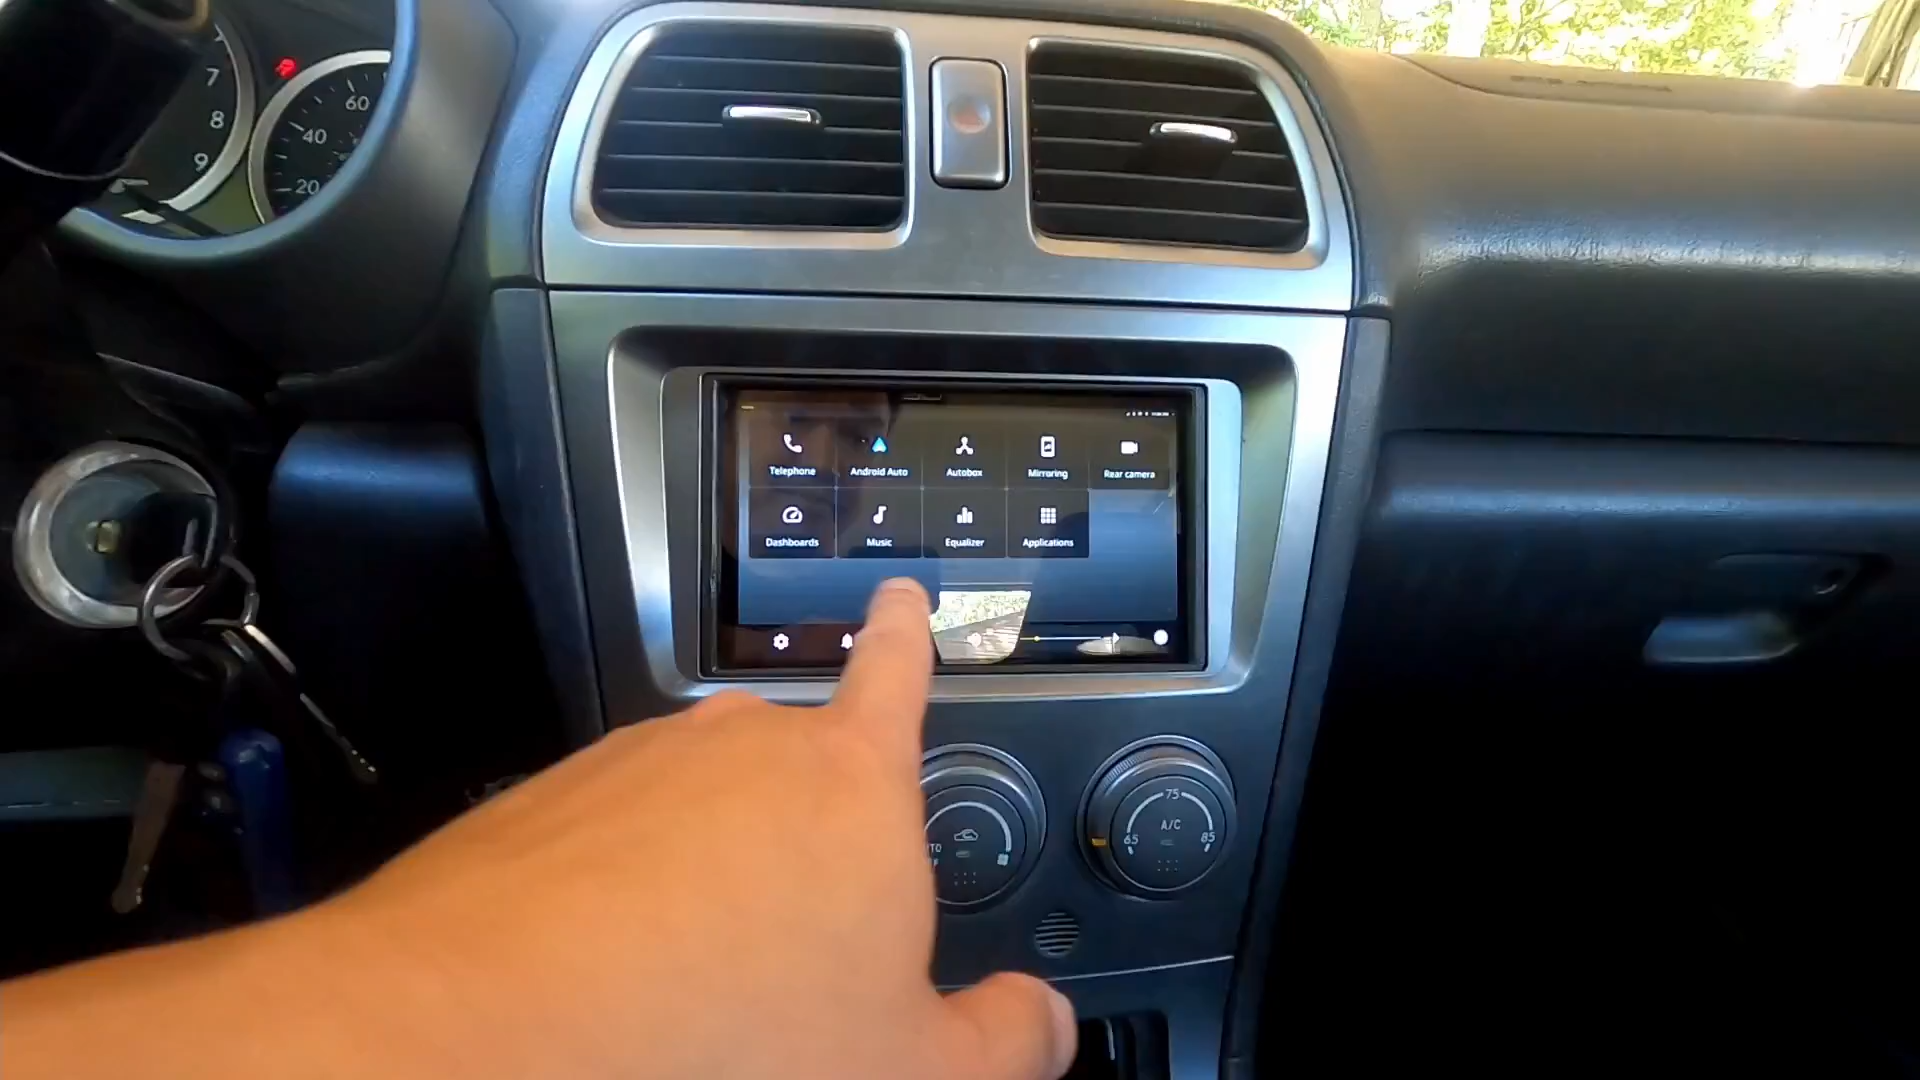 7
8
9
60
40
20
Telephone
Android Auto
Autobox
Mirroring
Rear camera
Dashboards
Music
Equalizer
Applications
75
A/C
65
85